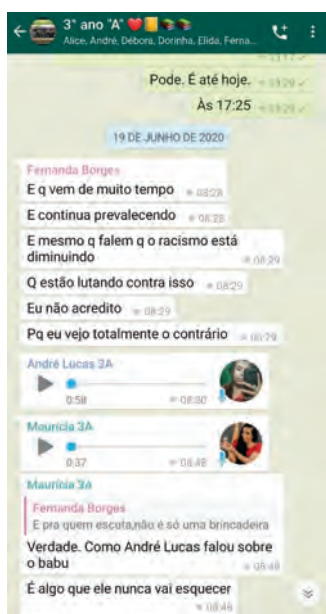 3° ano "A" ❤️📒📚📚
Alice, André, Débora, Dorinha, Elida, Ferna...
Pode. É até hoje.
Às 17:25
19 DE JUNHO DE 2020
Fernanda Borges
E q vem de muito tempo 08:28
E continua prevalecendo 08:28
E mesmo q falem q o racismo está
diminuindo 08:29
Q estão lutando contra isso 08:29
Eu não acredito 08:29
Pq eu vejo totalmente o contrário 08:29
André Lucas 3A
0:58 08:30
Mauricia 3A
0:37 08:48
Mauricia 3A
Fernanda Borges
E pra quem escuta,não é só uma brincadeira
Verdade. Como André Lucas falou sobre
o babu 08:48
É algo que ele nunca vai esquecer
08:48